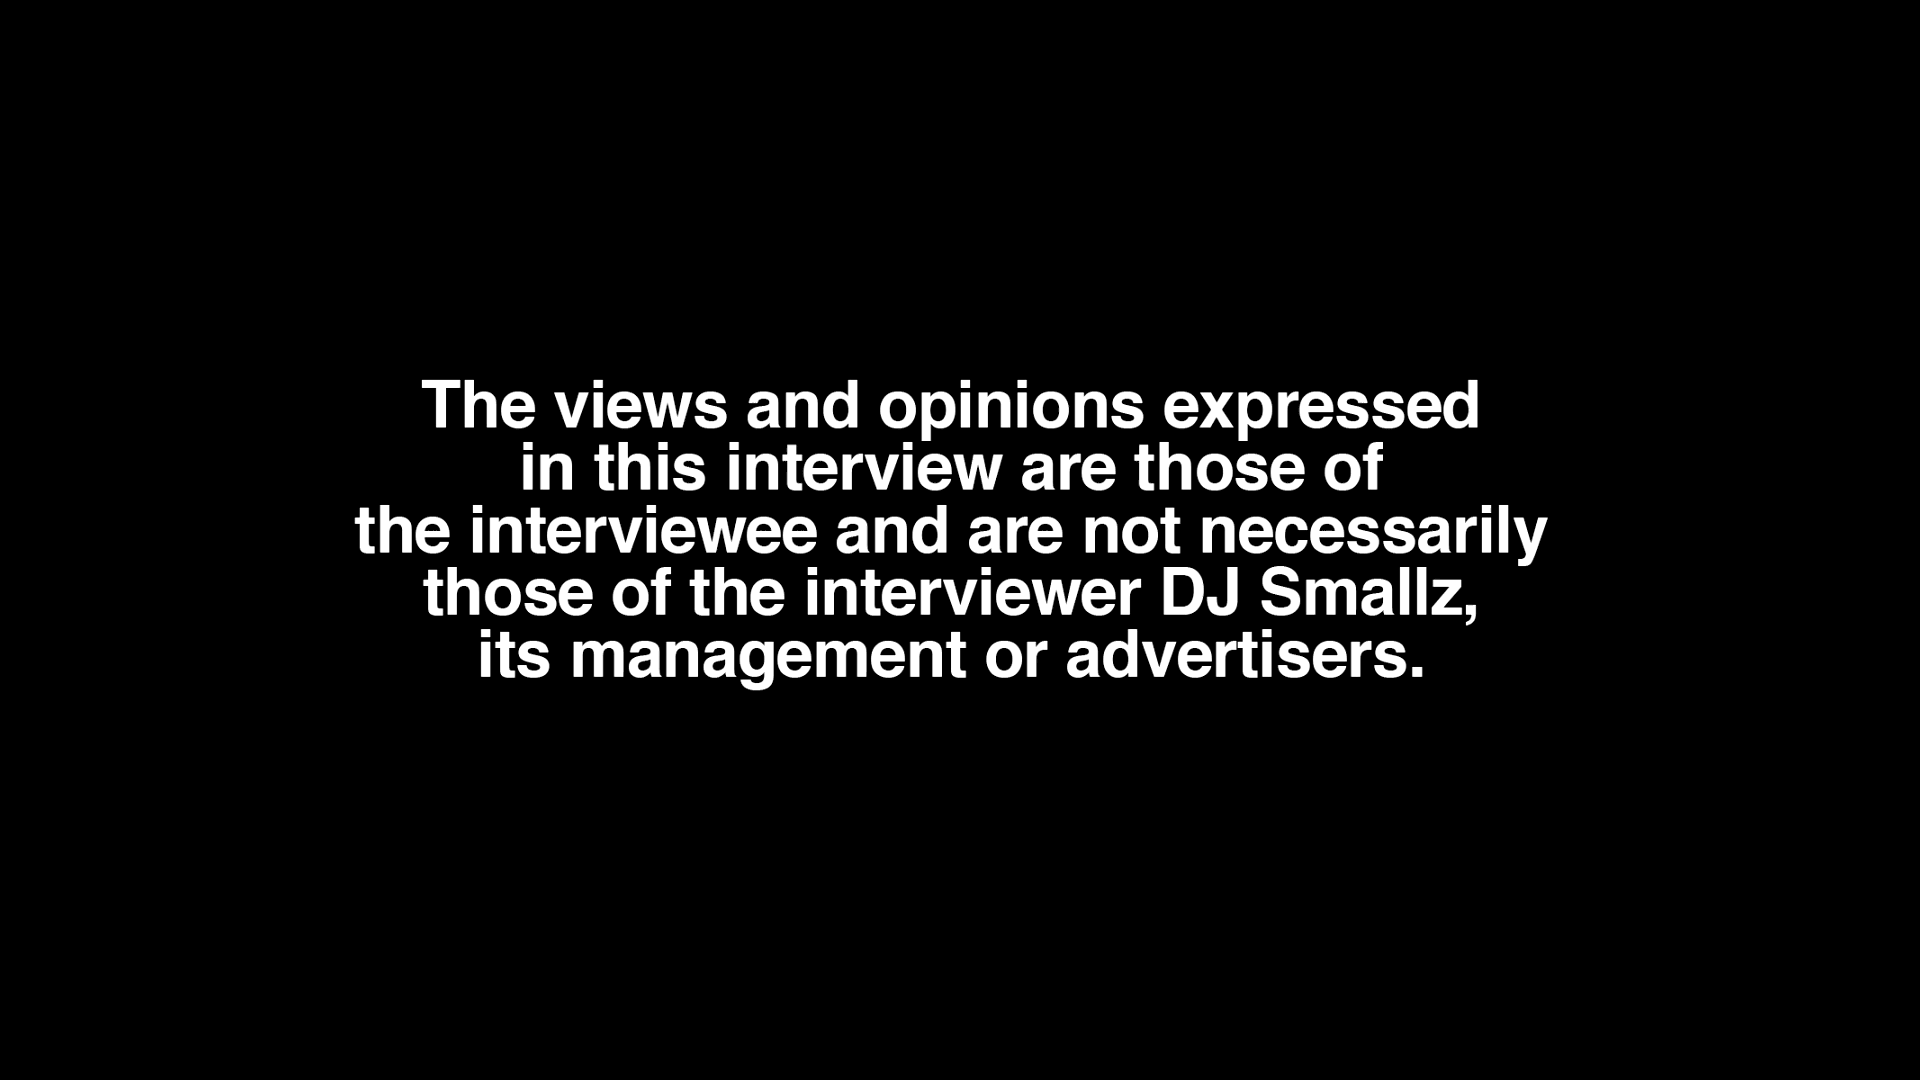 The views and opinions expressed
in this interview are those of
the interviewee and are not necessarily
those of the interviewer DJ Smallz,
its management or advertisers.